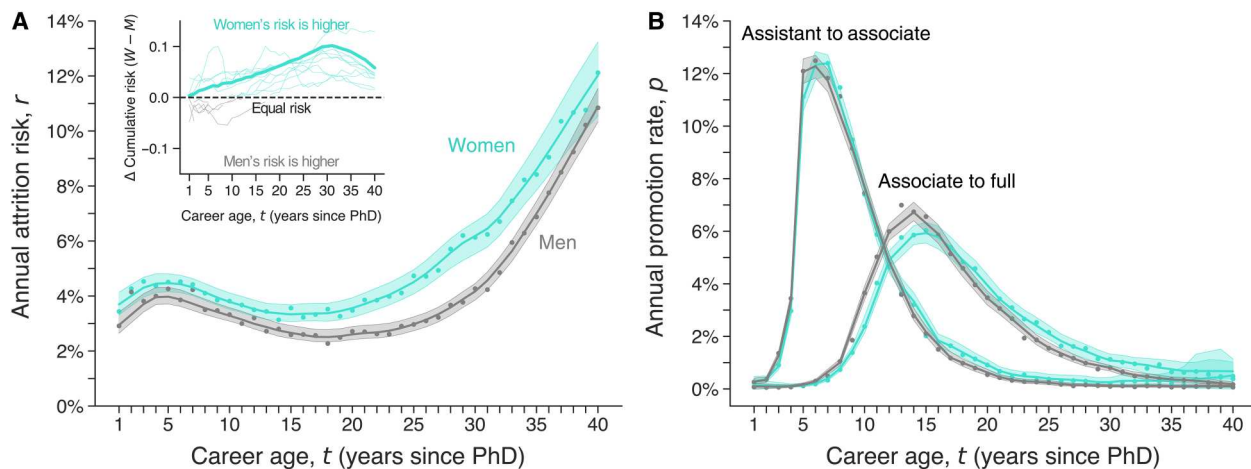 A
14%
12%
10%
8%
6%
4%
2%
0%
Annual attrition risk, r
1 5 10 15 20 25 30 35 40
Career age, t (years since PhD)
Women
Men
Δ Cumulative risk (W − M)
0.1
0.0
−0.1
Women's risk is higher
Equal risk
Men's risk is higher
1 5 10 15 20 25 30 35 40
Career age, t (years since PhD)
B
14%
12%
10%
8%
6%
4%
2%
0%
Annual promotion rate, p
Assistant to associate
Associate to full
1 5 10 15 20 25 30 35 40
Career age, t (years since PhD)